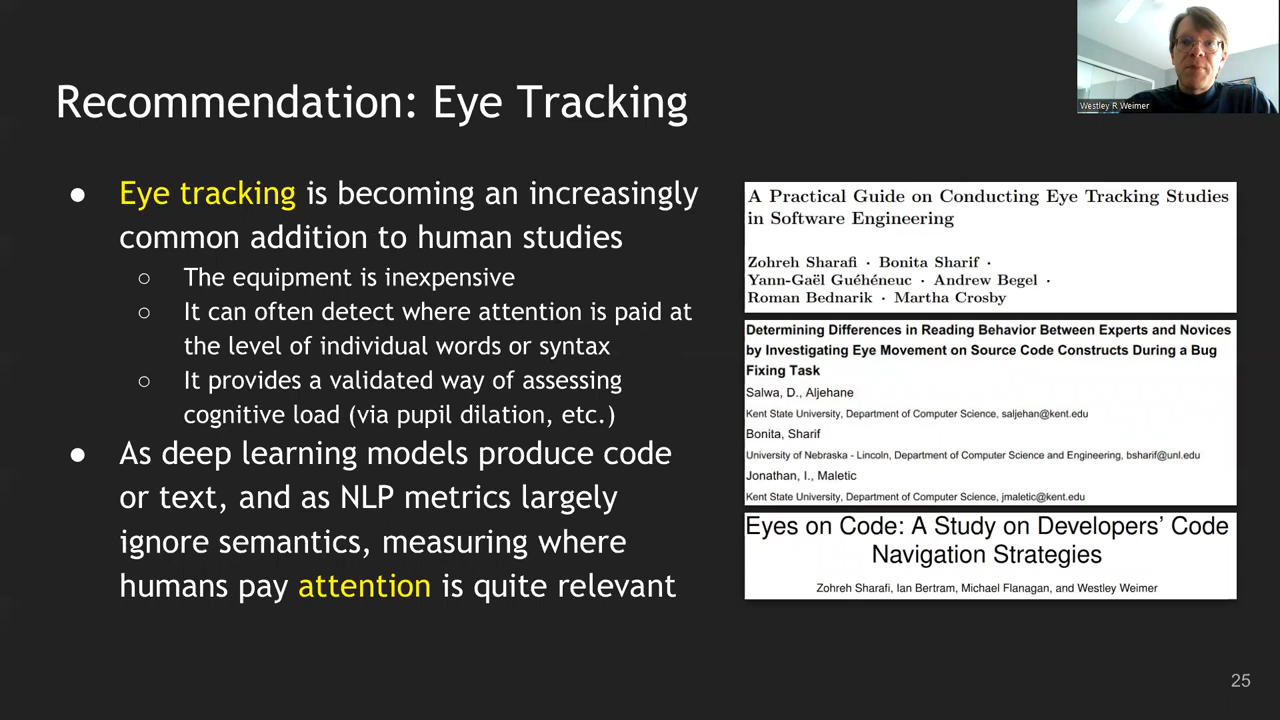 Westley R Weimer
Recommendation: Eye Tracking
● Eye tracking is becoming an increasingly
common addition to human studies
○ The equipment is inexpensive
○ It can often detect where attention is paid at
the level of individual words or syntax
○ It provides a validated way of assessing
cognitive load (via pupil dilation, etc.)
● As deep learning models produce code
or text, and as NLP metrics largely
ignore semantics, measuring where
humans pay attention is quite relevant
A Practical Guide on Conducting Eye Tracking Studies
in Software Engineering
Zohreh Sharafi · Bonita Sharif ·
Yann-Gaël Guéhéneuc · Andrew Begel ·
Roman Bednarik · Martha Crosby
Determining Differences in Reading Behavior Between Experts and Novices
by Investigating Eye Movement on Source Code Constructs During a Bug
Fixing Task
Salwa, D., Aljehane
Kent State University, Department of Computer Science, saljehan@kent.edu
Bonita, Sharif
University of Nebraska - Lincoln, Department of Computer Science and Engineering, bsharif@unl.edu
Jonathan, I., Maletic
Kent State University, Department of Computer Science, jmaletic@kent.edu
Eyes on Code: A Study on Developers' Code
Navigation Strategies
Zohreh Sharafi, Ian Bertram, Michael Flanagan, and Westley Weimer
25